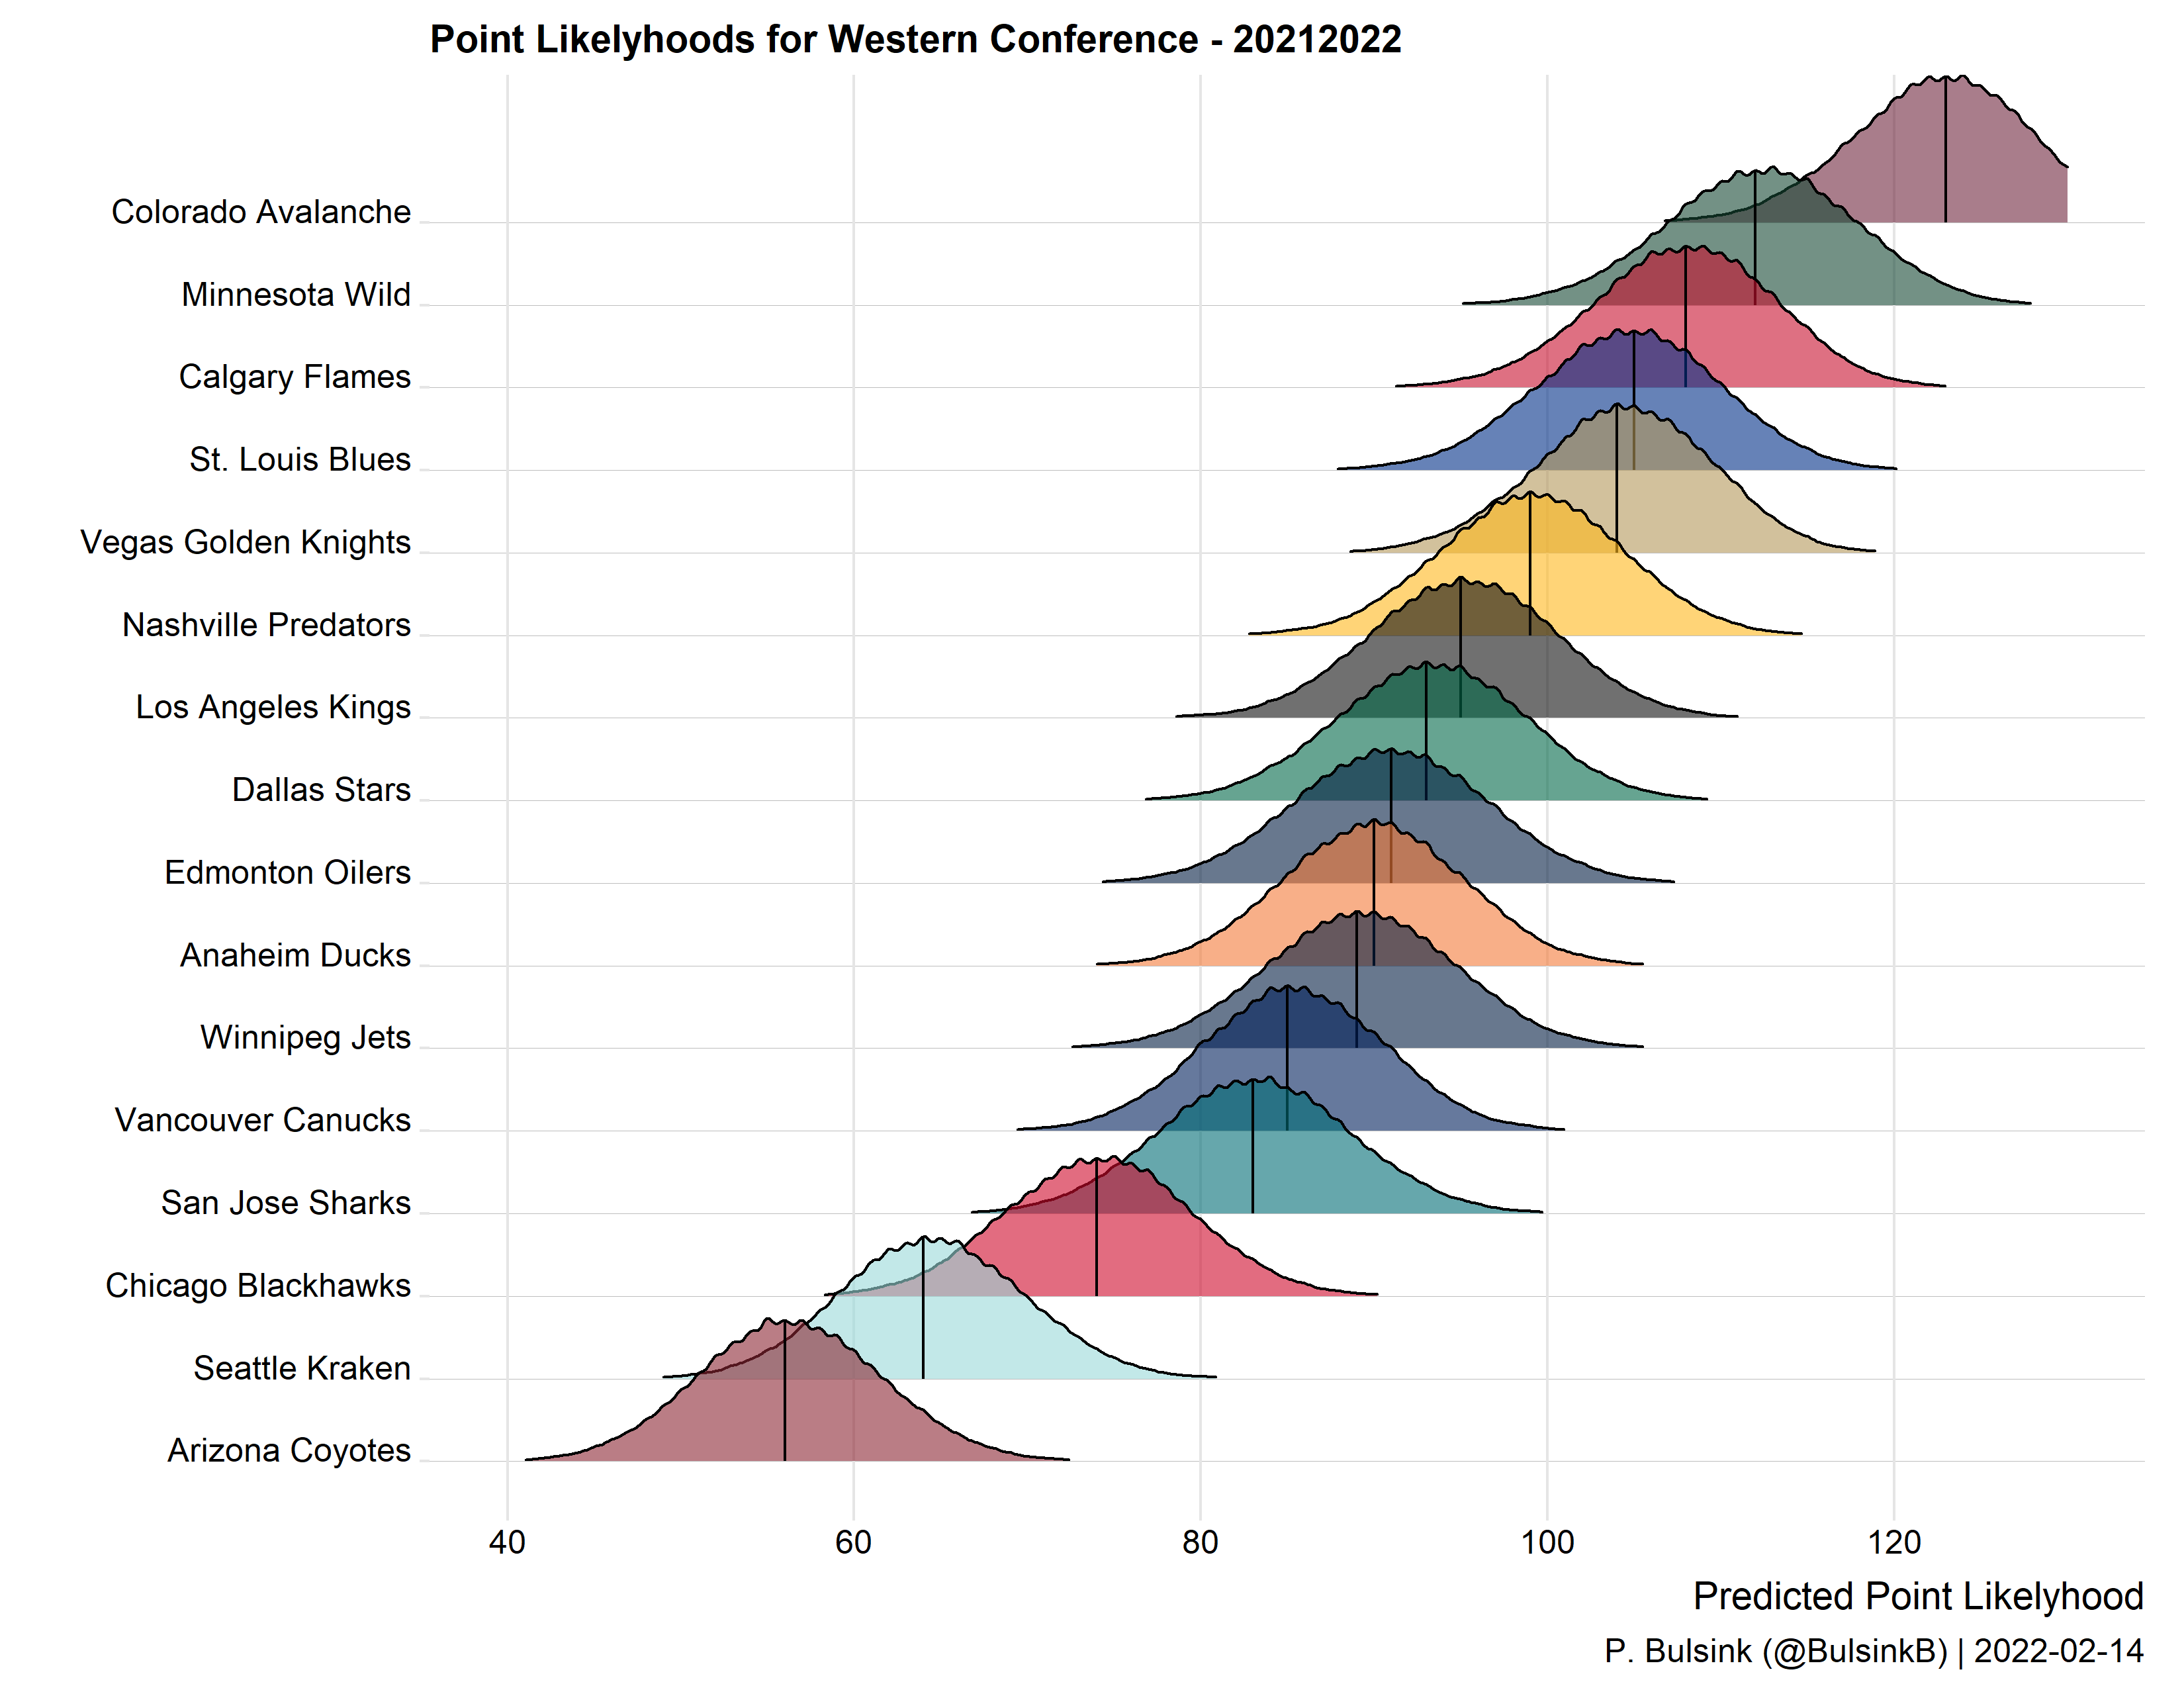 Point Likelyhoods for Western Conference - 20212022
Colorado Avalanche
Minnesota Wild
Calgary Flames
St. Louis Blues
Vegas Golden Knights
Nashville Predators
Los Angeles Kings
Dallas Stars
Edmonton Oilers
Anaheim Ducks
Winnipeg Jets
Vancouver Canucks
San Jose Sharks
Chicago Blackhawks
Seattle Kraken
Arizona Coyotes
40 60 80 100 120
Predicted Point Likelyhood
P. Bulsink (@BulsinkB) | 2022-02-14